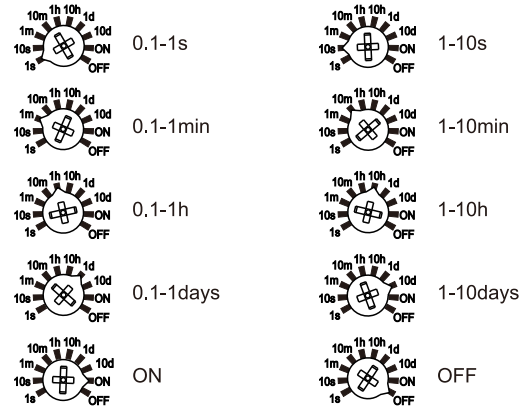 1h 10h
10m 1d
1m 10d
10s ON
1s OFF
0.1-1s
1h 10h
10m 1d
1m 10d
10s ON
1s OFF
1-10s
1h 10h
10m 1d
1m 10d
10s ON
1s OFF
0.1-1min
1h 10h
10m 1d
1m 10d
10s ON
1s OFF
1-10min
1h 10h
10m 1d
1m 10d
10s ON
1s OFF
0.1-1h
1h 10h
10m 1d
1m 10d
10s ON
1s OFF
1-10h
1h 10h
10m 1d
1m 10d
10s ON
1s OFF
0.1-1days
1h 10h
10m 1d
1m 10d
10s ON
1s OFF
1-10days
1h 10h
10m 1d
1m 10d
10s ON
1s OFF
ON
1h 10h
10m 1d
1m 10d
10s ON
1s OFF
OFF